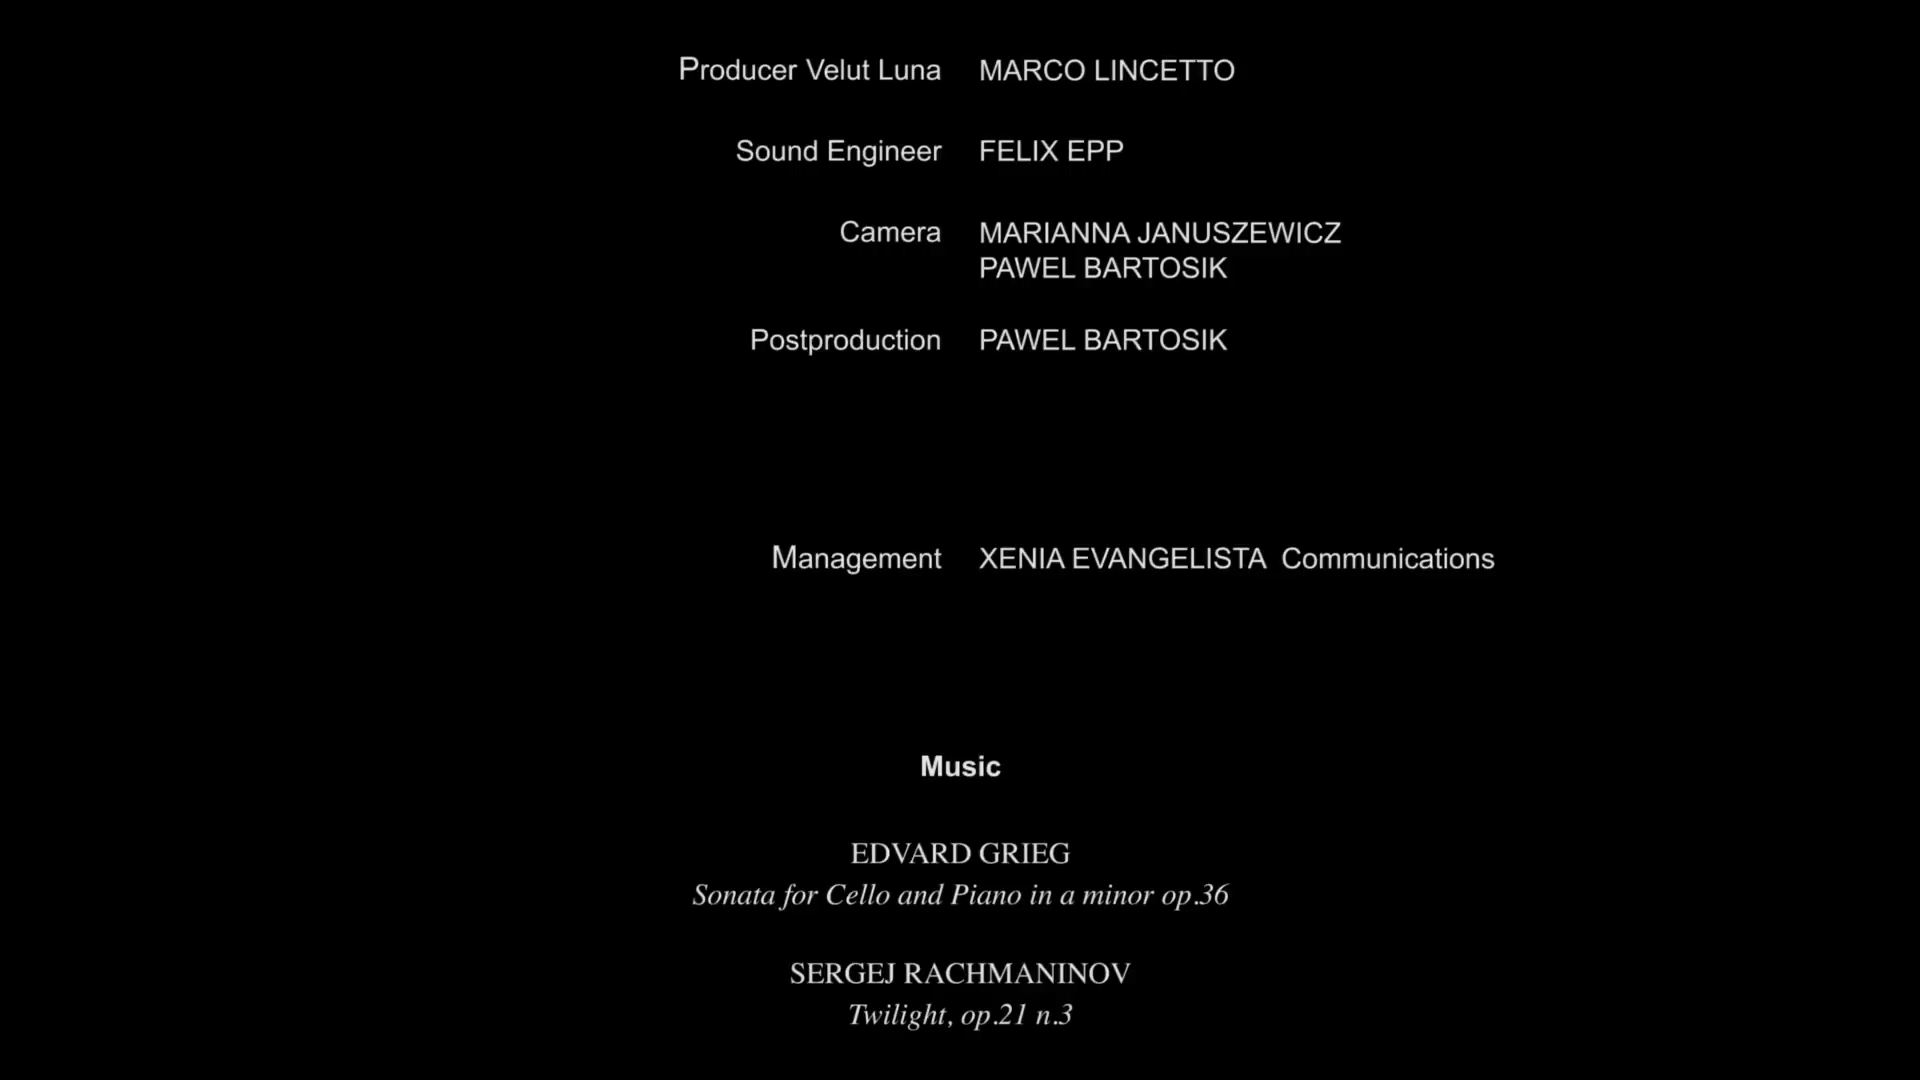 Producer Velut Luna MARCO LINCETTO
Sound Engineer FELIX EPP
Camera MARIANNA JANUSZEWICZ
PAWEL BARTOSIK
Postproduction PAWEL BARTOSIK
Management XENIA EVANGELISTA Communications
Music
EDVARD GRIEG
Sonata for Cello and Piano in a minor op.36
SERGEJ RACHMANINOV
Twilight, op.21 n.3